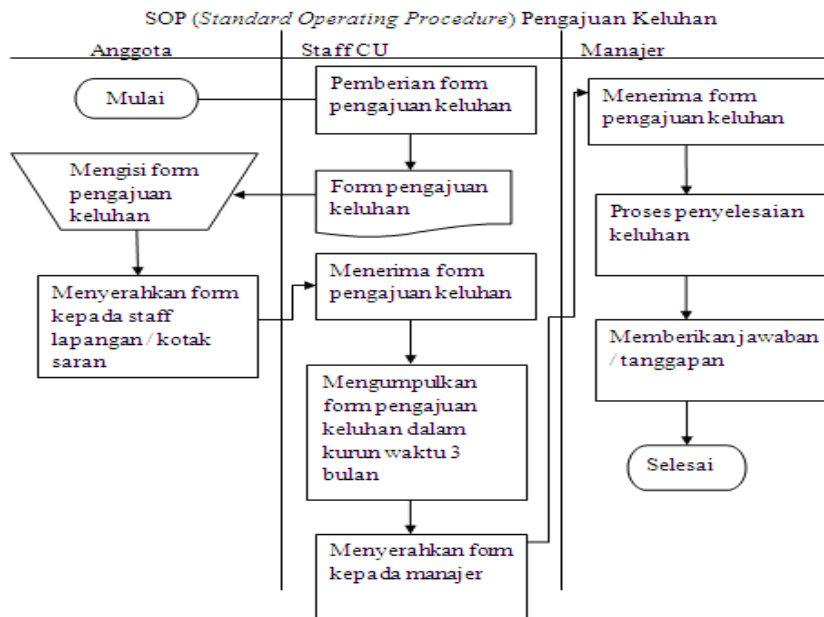 SOP (Standard Operating Procedure) Pengajuan Keluhan
Anggota
Staff CU
Manajer
Mulai
Pemberian form
pengajuan keluhan
Form pengajuan
keluhan
Mengisi form
pengajuan
keluhan
Menyerahkan form
kepada staff
lapangan / kotak
saran
Menerima form
pengajuan keluhan
Mengumpulkan
form pengajuan
keluhan dalam
kurun waktu 3
bulan
Menyerahkan form
kepada manajer
Menerima form
pengajuan keluhan
Proses penyelesaian
keluhan
Memberikan jawaban
/ tanggapan
Selesai